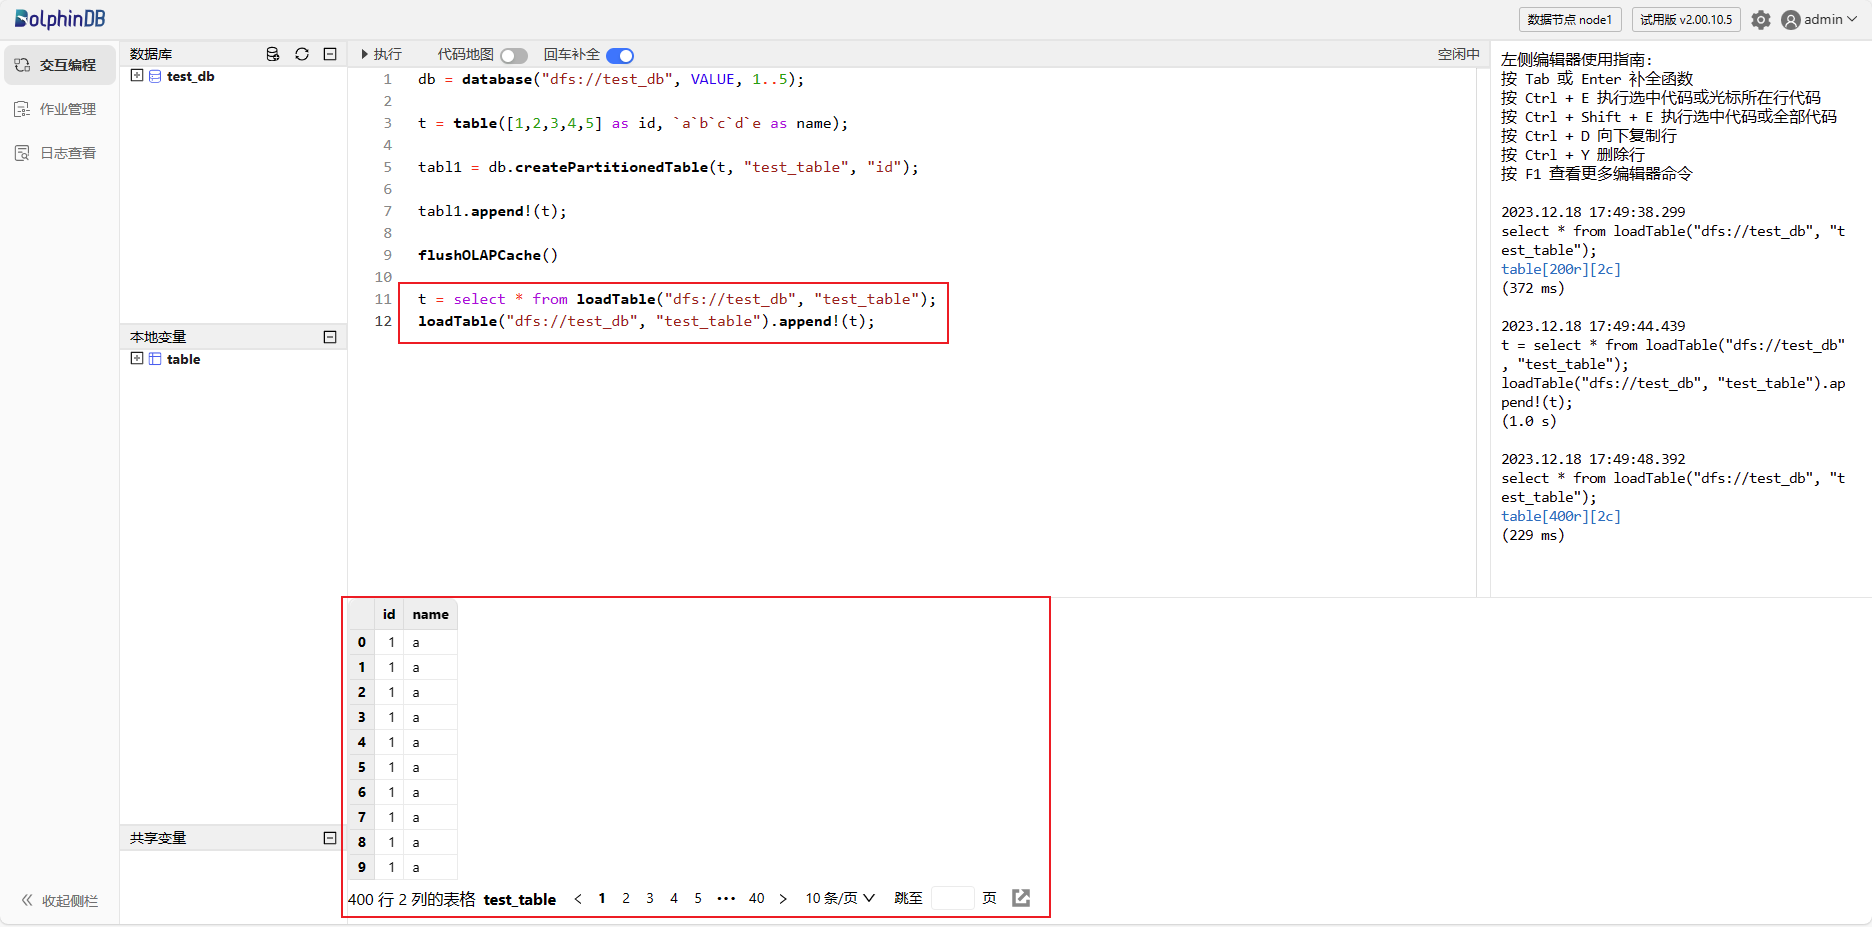 DolphinDB
数据节点 node1
试用版 v2.00.10.5
admin
交互编程
作业管理
日志查看
收起侧栏
数据库
test_db
本地变量
table
共享变量
执行
代码地图
回车补全
空闲中
1 db = database("dfs://test_db", VALUE, 1..5);
2
3 t = table([1,2,3,4,5] as id, `a`b`c`d`e as name);
4
5 tabl1 = db.createPartitionedTable(t, "test_table", "id");
6
7 tabl1.append!(t);
8
9 flushOLAPCache()
10
11 t = select * from loadTable("dfs://test_db", "test_table");
12 loadTable("dfs://test_db", "test_table").append!(t);
左侧编辑器使用指南:
按 Tab 或 Enter 补全函数
按 Ctrl + E 执行选中代码或光标所在行代码
按 Ctrl + Shift + E 执行选中代码或全部代码
按 Ctrl + D 向下复制行
按 Ctrl + Y 删除行
按 F1 查看更多编辑器命令
2023.12.18 17:49:38.299
select * from loadTable("dfs://test_db", "t
est_table");
table[200r][2c]
(372 ms)
2023.12.18 17:49:44.439
t = select * from loadTable("dfs://test_db"
, "test_table");
loadTable("dfs://test_db", "test_table").ap
pend!(t);
(1.0 s)
2023.12.18 17:49:48.392
select * from loadTable("dfs://test_db", "t
est_table");
table[400r][2c]
(229 ms)
id name
0 1 a
1 1 a
2 1 a
3 1 a
4 1 a
5 1 a
6 1 a
7 1 a
8 1 a
9 1 a
400 行 2 列的表格 test_table < 1 2 3 4 5 ••• 40 > 10 条/页 跳至 页